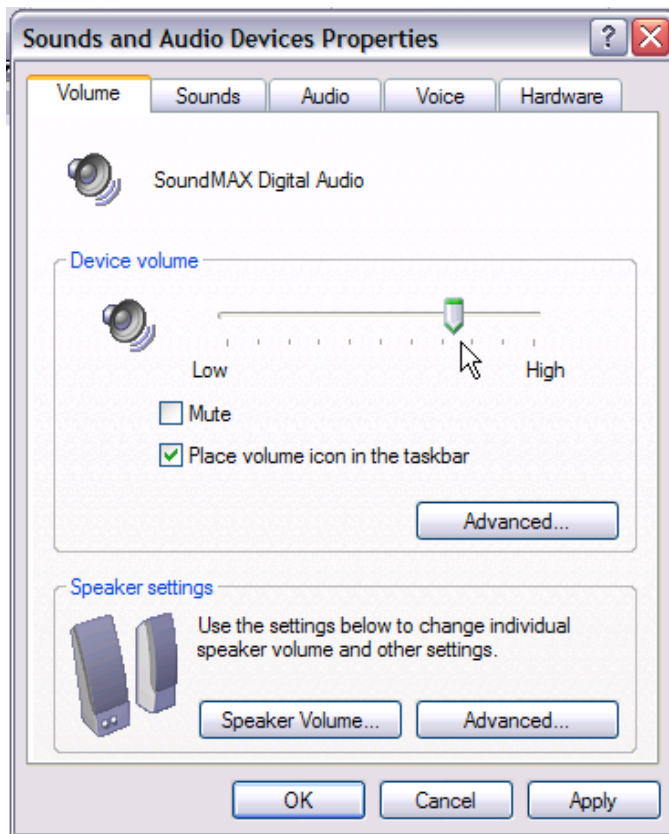 Sounds and Audio Devices Properties
Volume Sounds Audio Voice Hardware
SoundMAX Digital Audio
Device volume
Low High
Mute
Place volume icon in the taskbar
Advanced...
Speaker settings
Use the settings below to change individual
speaker volume and other settings.
Speaker Volume... Advanced...
OK Cancel Apply